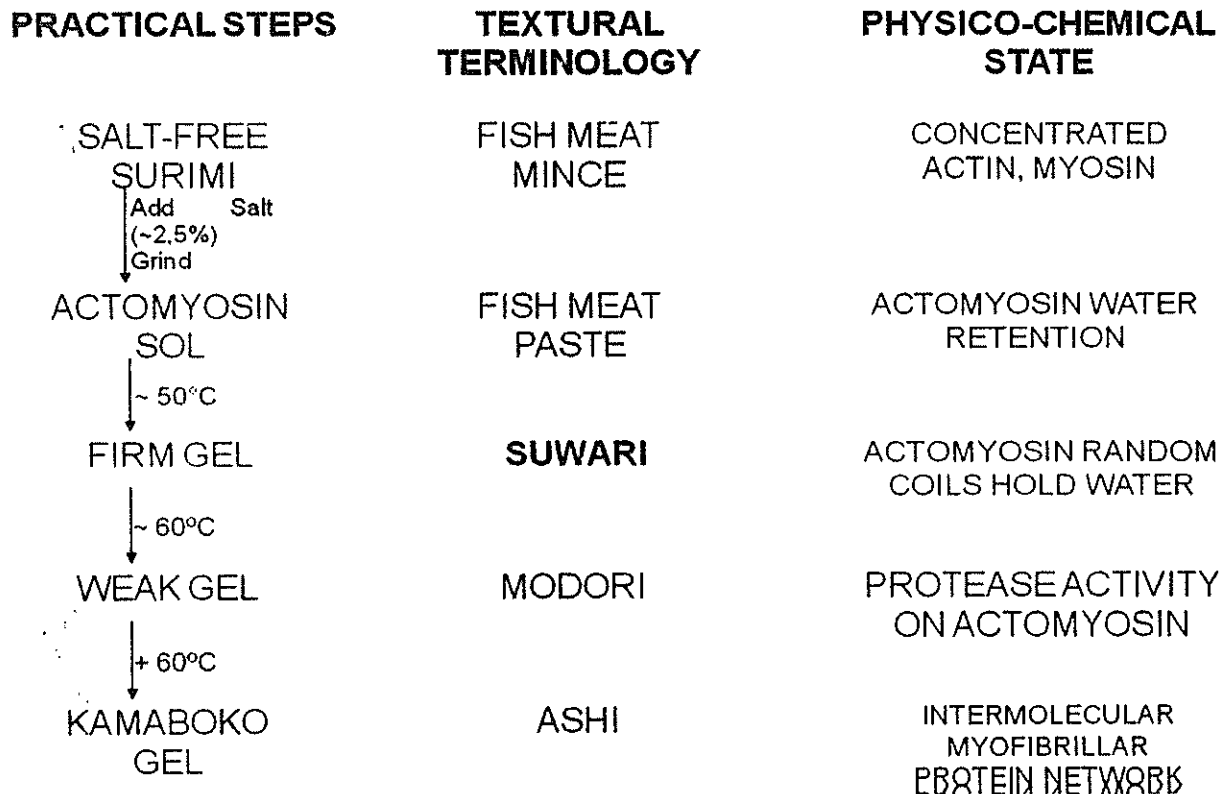 PRACTICAL STEPS
TEXTURAL
TERMINOLOGY
PHYSICO-CHEMICAL
STATE
SALT-FREE
SURIMI
FISH MEAT
MINCE
CONCENTRATED
ACTIN, MYOSIN
Add Salt
(~2,5%)
Grind
ACTOMYOSIN
SOL
FISH MEAT
PASTE
ACTOMYOSIN WATER
RETENTION
~ 50°C
FIRM GEL
SUWARI
ACTOMYOSIN RANDOM
COILS HOLD WATER
~ 60ºC
WEAK GEL
MODORI
PROTEASE ACTIVITY
ON ACTOMYOSIN
+ 60ºC
KAMABOKO
GEL
ASHI
INTERMOLECULAR
MYOFIBRILLAR
PROTEIN NETWORK